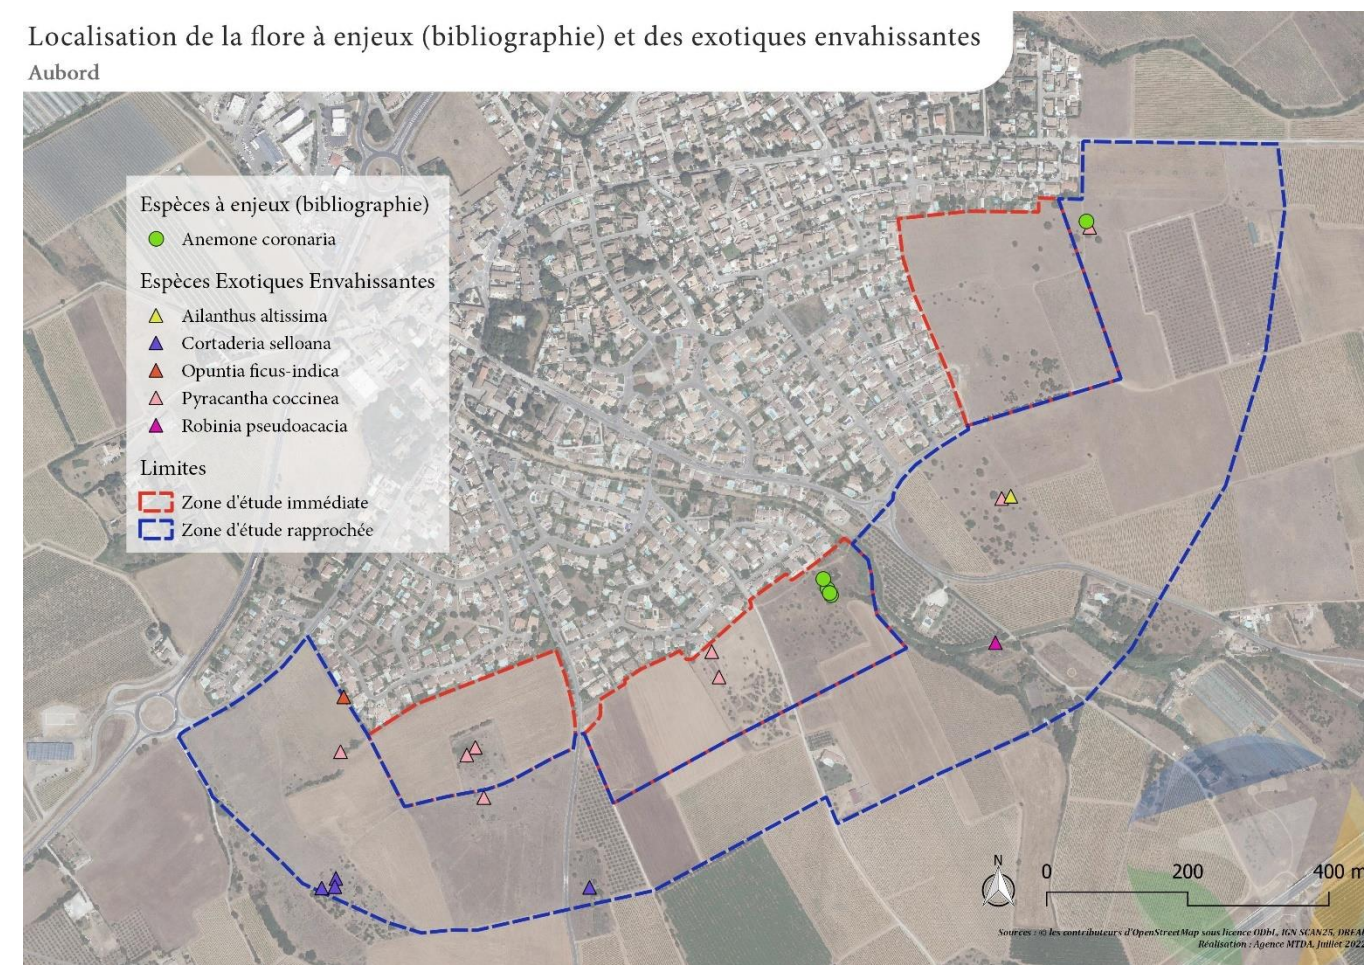 Localisation de la flore à enjeux (bibliographie) et des exotiques envahissantes
Aubord
Espèces à enjeux (bibliographie)
Anemone coronaria
Espèces Exotiques Envahissantes
Ailanthus altissima
Cortaderia selloana
Opuntia ficus-indica
Pyracantha coccinea
Robinia pseudoacacia
Limites
Zone d'étude immédiate
Zone d'étude rapprochée
N
0 200 400 m
Sources : © les contributeurs d'OpenStreetMap sous licence ODbL, IGN SCAN25, DREAL
Réalisation : Agence MTDA, Juillet 2022